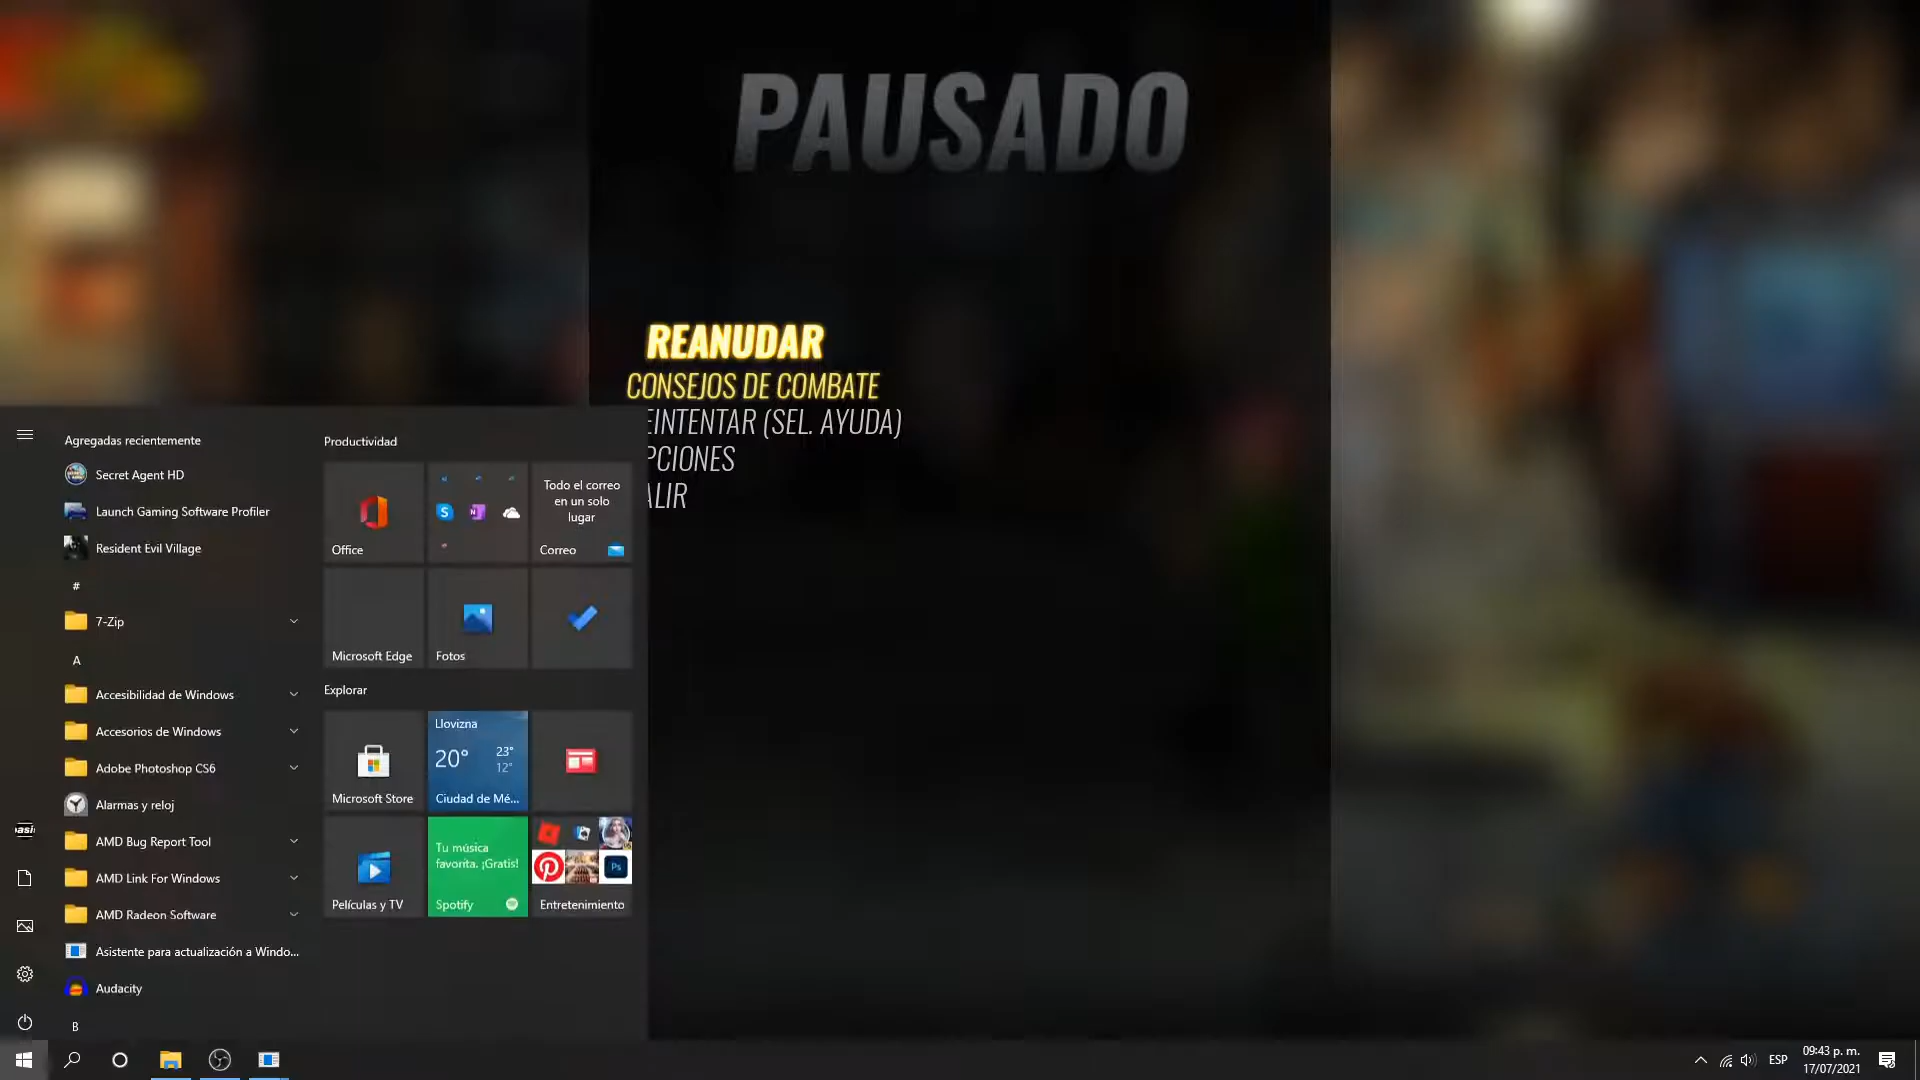 PAUSADO
REANUDAR
CONSEJOS DE COMBATE
EINTENTAR (SEL. AYUDA)
PCIONES
ALIR
Agregadas recientemente
Secret Agent HD
Launch Gaming Software Profiler
Resident Evil Village
#
7-Zip
A
Accesibilidad de Windows
Accesorios de Windows
Adobe Photoshop CS6
Alarmas y reloj
AMD Bug Report Tool
AMD Link For Windows
AMD Radeon Software
Asistente para actualización a Windo...
Audacity
B
Productividad
Office
Todo el correo
en un solo
lugar
Correo
Microsoft Edge
Fotos
Explorar
Microsoft Store
Llovizna
20°
23°
12°
Ciudad de Mé...
Películas y TV
Tu música
favorita. ¡Gratis!
Spotify
Ps
Entretenimiento
ESP
09:43 p. m.
17/07/2021